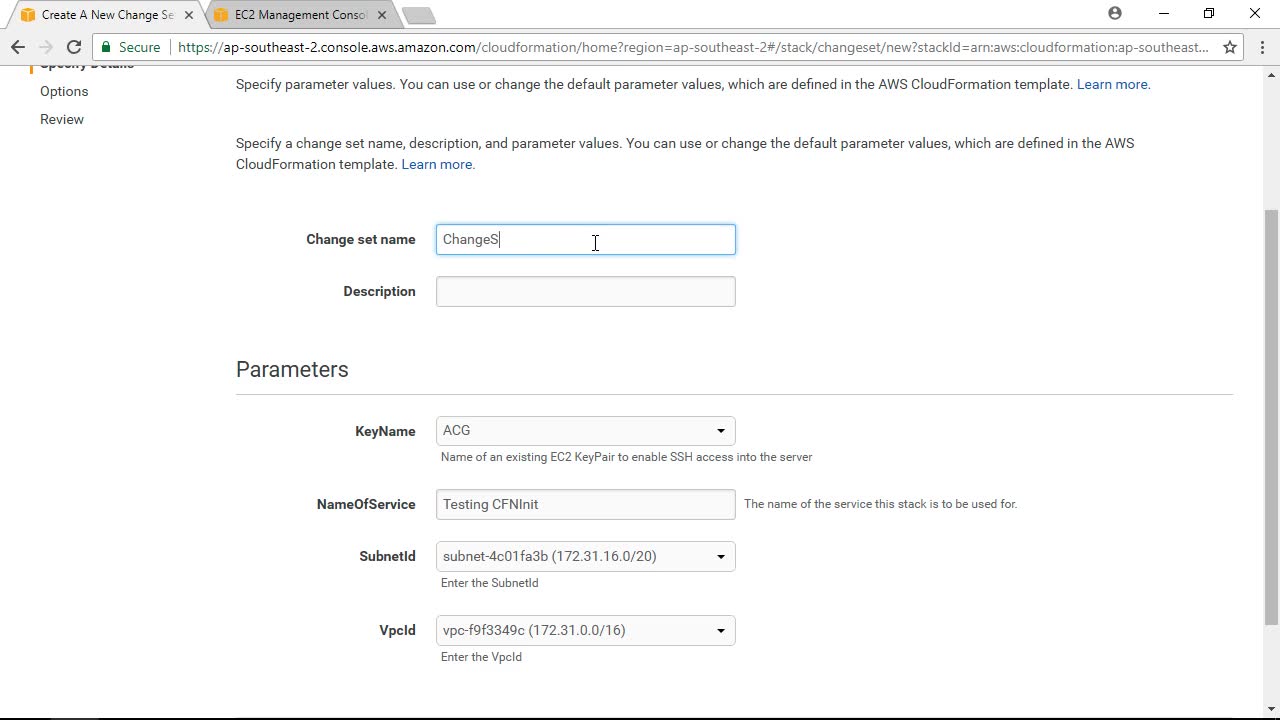 Create A New Change Se
EC2 Management Conso
Secure
https://ap-southeast-2.console.aws.amazon.com/cloudformation/home?region=ap-southeast-2#/stack/changeset/new?stackId=arn:aws:cloudformation:ap-southeast...
Specify Details
Options
Review
Specify parameter values. You can use or change the default parameter values, which are defined in the AWS CloudFormation template. Learn more.
Specify a change set name, description, and parameter values. You can use or change the default parameter values, which are defined in the AWS
CloudFormation template. Learn more.
Change set name
ChangeS
Description
Parameters
KeyName
ACG
Name of an existing EC2 KeyPair to enable SSH access into the server
NameOfService
Testing CFNInit
The name of the service this stack is to be used for.
SubnetId
subnet-4c01fa3b (172.31.16.0/20)
Enter the SubnetId
VpcId
vpc-f9f3349c (172.31.0.0/16)
Enter the VpcId